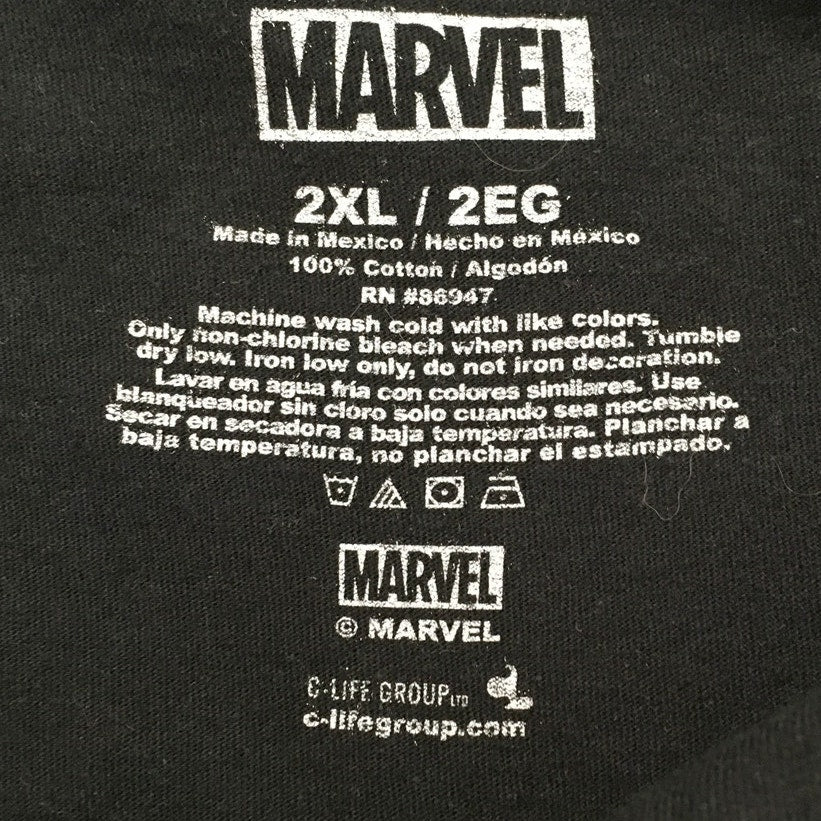 MARVEL
2XL / 2EG
Made in Mexico / Hecho en México
100% Cotton / Algodón
RN #86947
Machine wash cold with like colors.
Only non-chlorine bleach when needed. Tumble
dry low. Iron low only, do not iron decoration.
Lavar en agua fría con colores similares. Use
blanqueador sin cloro solo cuando sea necesario.
Secar en secadora a baja temperatura. Planchar a
baja temperatura, no planchar el estampado.
MARVEL
© MARVEL
C-LIFE GROUP LTD
c-lifegroup.com